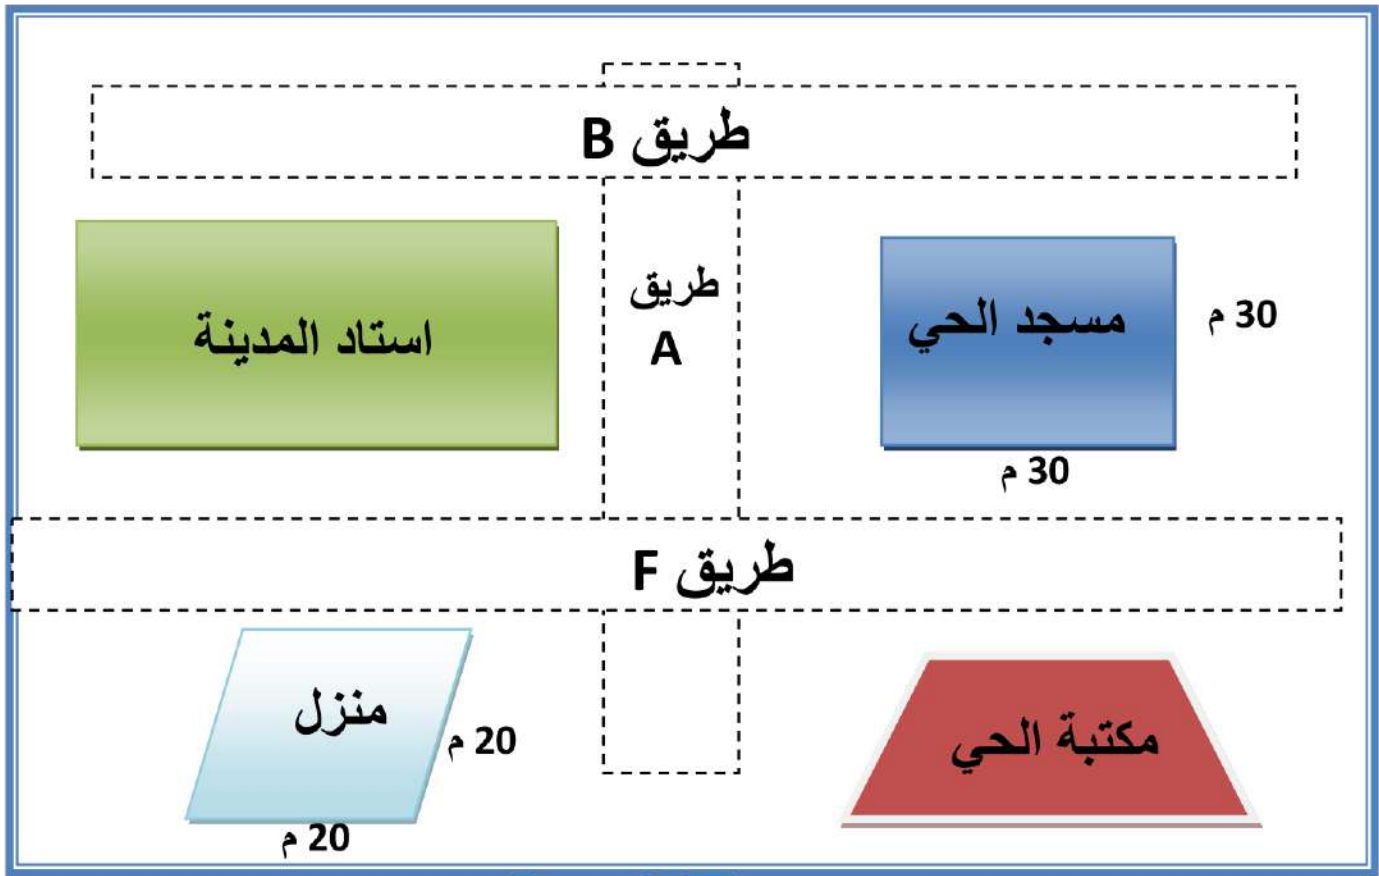 طريق B
استاد المدينة
طريق
A
مسجد الحي
30 م
30 م
طريق F
منزل
20 م
20 م
مكتبة الحي